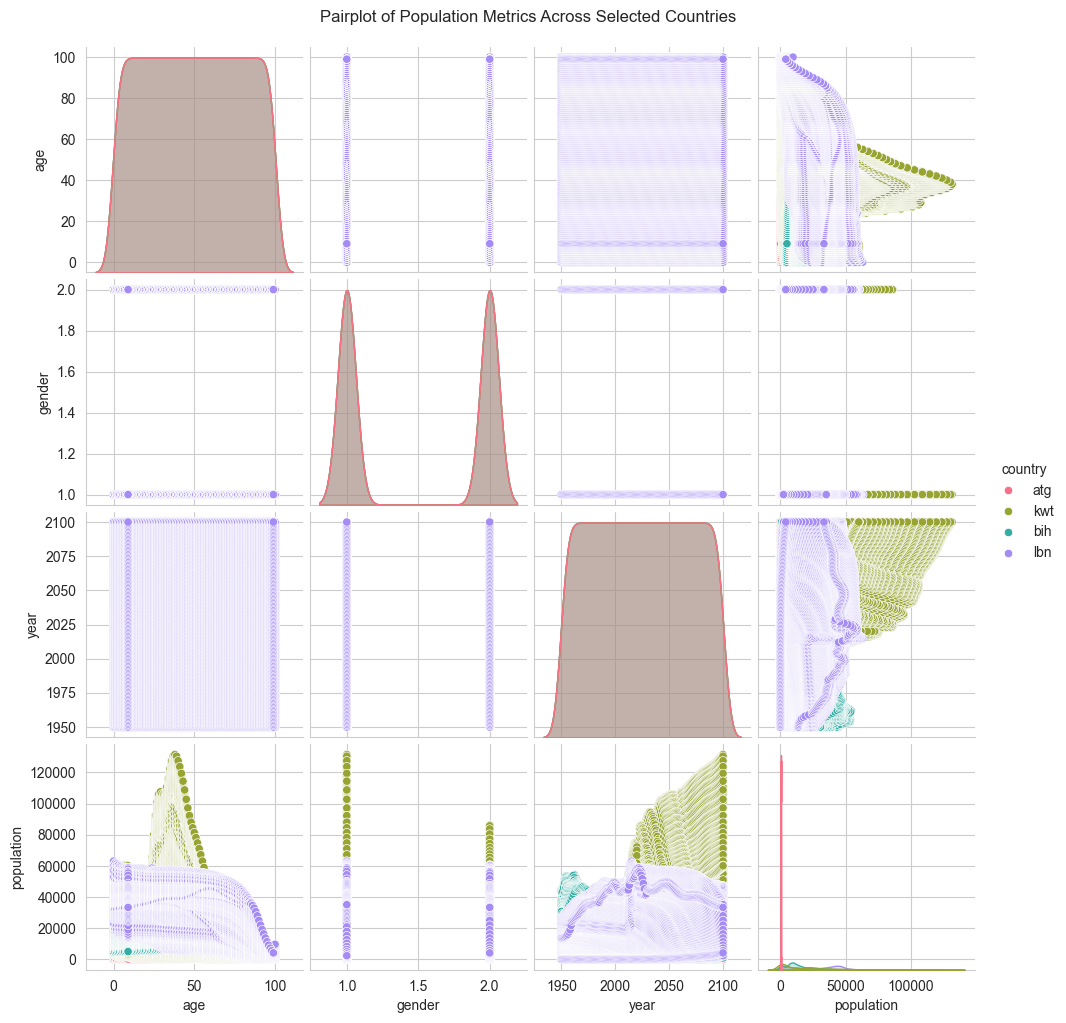 Pairplot of Population Metrics Across Selected Countries
100
80
60
40
20
0
age
2.0
1.8
1.6
1.4
1.2
1.0
gender
country
atg
kwt
bih
lbn
2100
2075
2050
2025
2000
1975
1950
year
120000
100000
80000
60000
40000
20000
0
population
0 50 100
1.0 2.0
1950 2000 2050 2100
0 50000 100000
age
gender
year
population